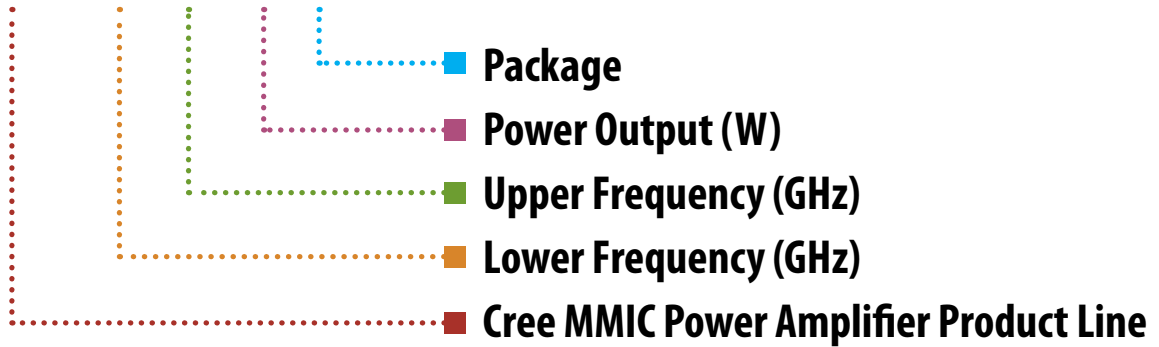 Package
Power Output (W)
Upper Frequency (GHz)
Lower Frequency (GHz)
Cree MMIC Power Amplifier Product Line